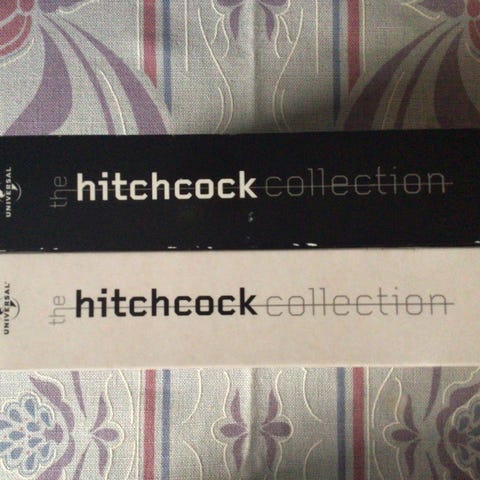 UNIVERSAL
the hitchcock collection
UNIVERSAL
the hitchcock collection